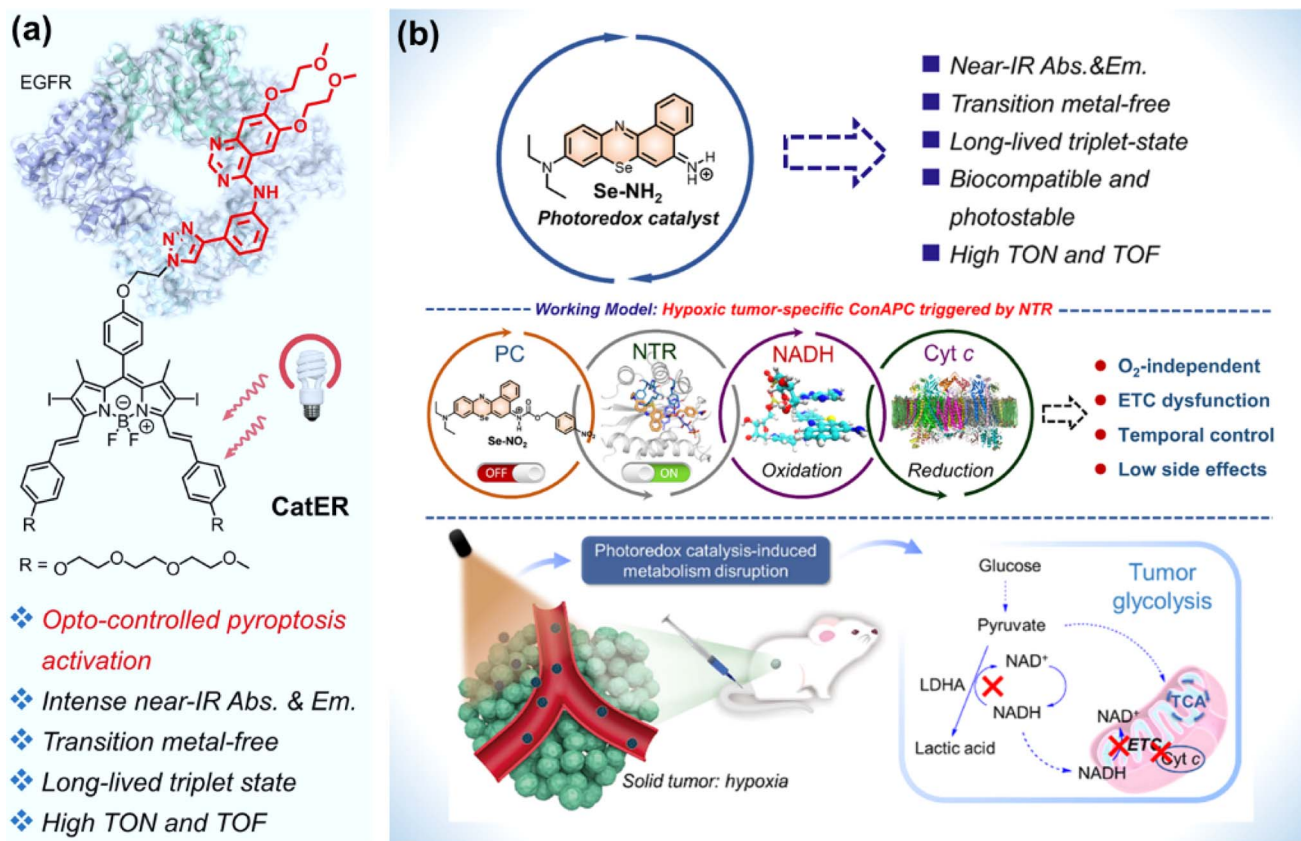 (a)
EGFR
O
O
O
O
N
N
NH
N
N
N
O
I
I
N
N
B
F
F
R
R
CatER
R = O O O O
Opto-controlled pyroptosis
activation
Intense near-IR Abs. & Em.
Transition metal-free
Long-lived triplet state
High TON and TOF
(b)
N
N
Se
N
H
H
Se-NH₂
Photoredox catalyst
Near-IR Abs.&Em.
Transition metal-free
Long-lived triplet-state
Biocompatible and
photostable
High TON and TOF
Working Model: Hypoxic tumor-specific ConAPC triggered by NTR
PC
Se-NO₂
OFF
NTR
ON
NADH
Oxidation
Cyt c
Reduction
O₂-independent
ETC dysfunction
Temporal control
Low side effects
Photoredox catalysis-induced
metabolism disruption
Solid tumor: hypoxia
Tumor
glycolysis
Glucose
Pyruvate
LDHA
NAD⁺
NADH
Lactic acid
TCA
NAD⁺
ETC
Cyt c
NADH